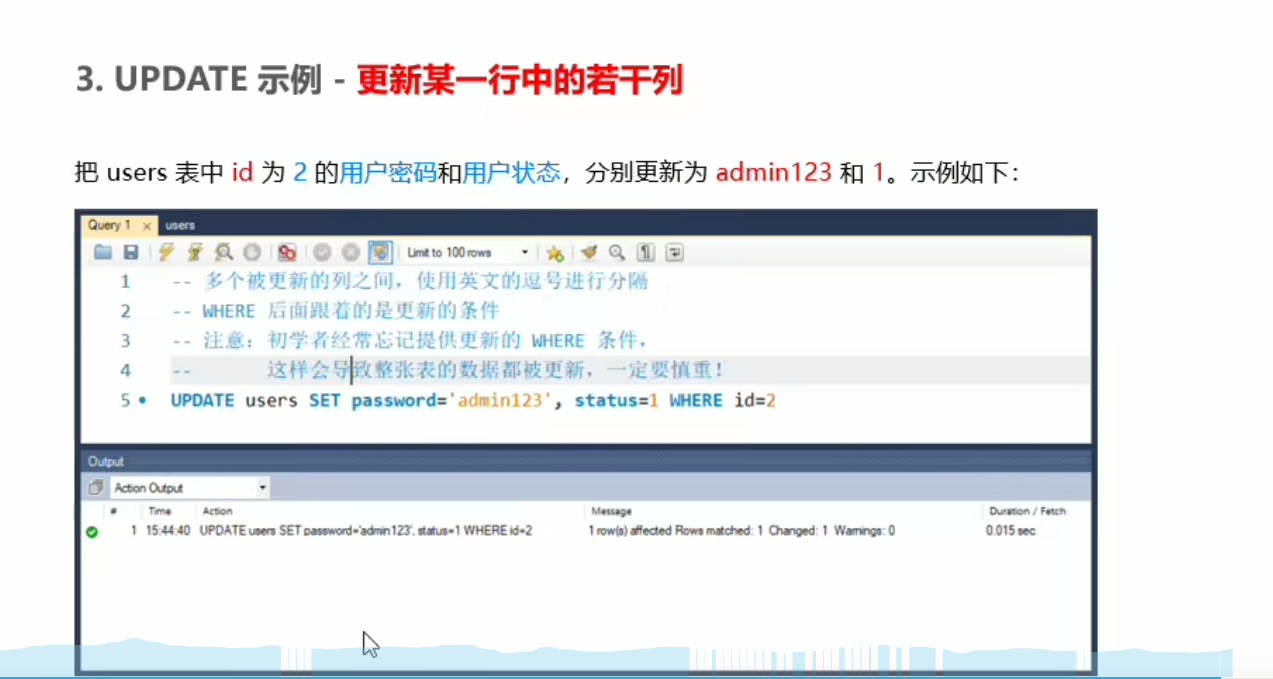 3. UPDATE 示例 - 更新某一行中的若干列
把 users 表中 id 为 2 的用户密码和用户状态，分别更新为 admin123 和 1。示例如下：
Query 1 × users
Limit to 100 rows
1 -- 多个被更新的列之间，使用英文的逗号进行分隔
2 -- WHERE 后面跟着的是更新的条件
3 -- 注意：初学者经常忘记提供更新的 WHERE 条件，
4 -- 这样会导致整张表的数据都被更新，一定要慎重！
5 • UPDATE users SET password='admin123', status=1 WHERE id=2
Output
Action Output
# Time Action Message Duration / Fetch
1 15:44:40 UPDATE users SET password='admin123', status=1 WHERE id=2 1 row(s) affected Rows matched: 1 Changed: 1 Warnings: 0 0.015 sec